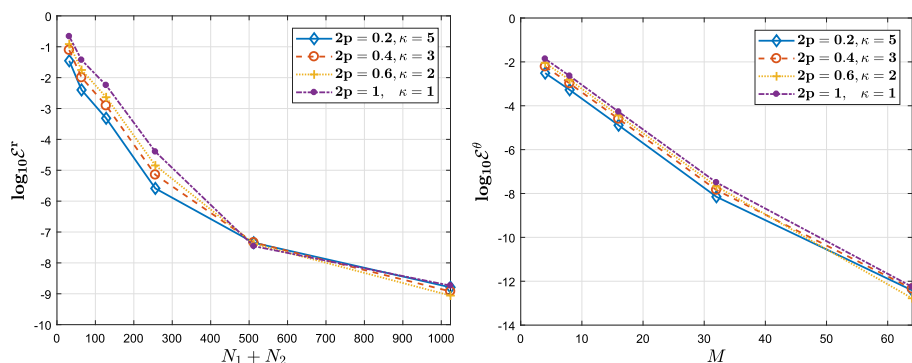 0
-1
-2
-3
-4
-5
-6
-7
-8
-9
-10
log₁₀ℰʳ
0 100 200 300 400 500 600 700 800 900 1000
N₁ + N₂
2p = 0.2, κ = 5
2p = 0.4, κ = 3
2p = 0.6, κ = 2
2p = 1, κ = 1
0
-2
-4
-6
-8
-10
-12
-14
log₁₀ℰ^θ
0 10 20 30 40 50 60
M
2p = 0.2, κ = 5
2p = 0.4, κ = 3
2p = 0.6, κ = 2
2p = 1, κ = 1